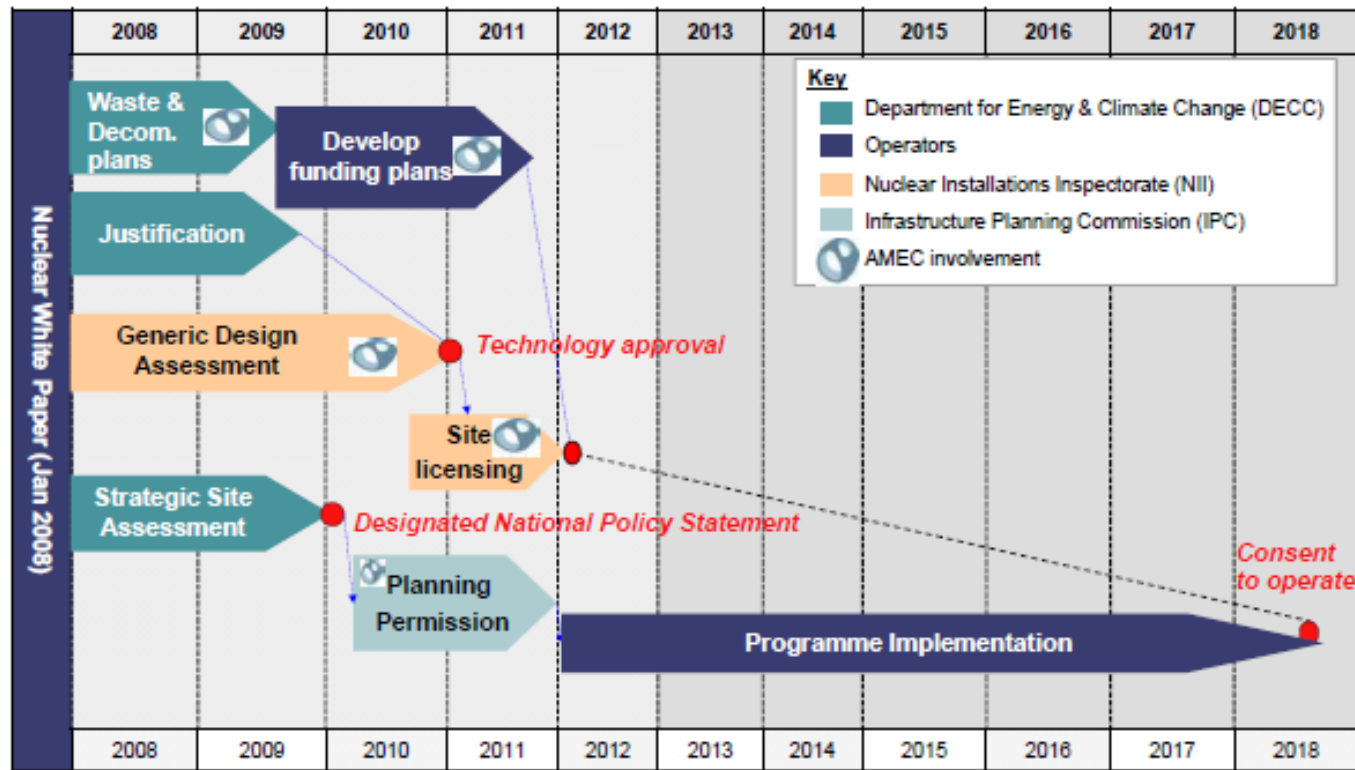 2008 2009 2010 2011 2012 2013 2014 2015 2016 2017 2018
Nuclear White Paper (Jan 2008)
Waste &
Decom.
plans
Develop
funding plans
Key
Department for Energy & Climate Change (DECC)
Operators
Nuclear Installations Inspectorate (NII)
Infrastructure Planning Commission (IPC)
AMEC involvement
Justification
Generic Design
Assessment
Technology approval
Site
licensing
Strategic Site
Assessment
Designated National Policy Statement
Planning
Permission
Consent
to operate
Programme Implementation
2008 2009 2010 2011 2012 2013 2014 2015 2016 2017 2018